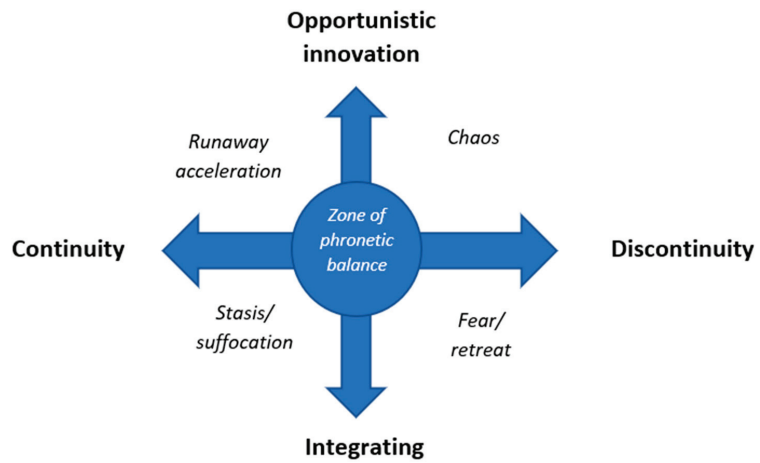 Opportunistic
innovation
Runaway
acceleration
Chaos
Zone of
phronetic
balance
Continuity
Discontinuity
Stasis/
suffocation
Fear/
retreat
Integrating